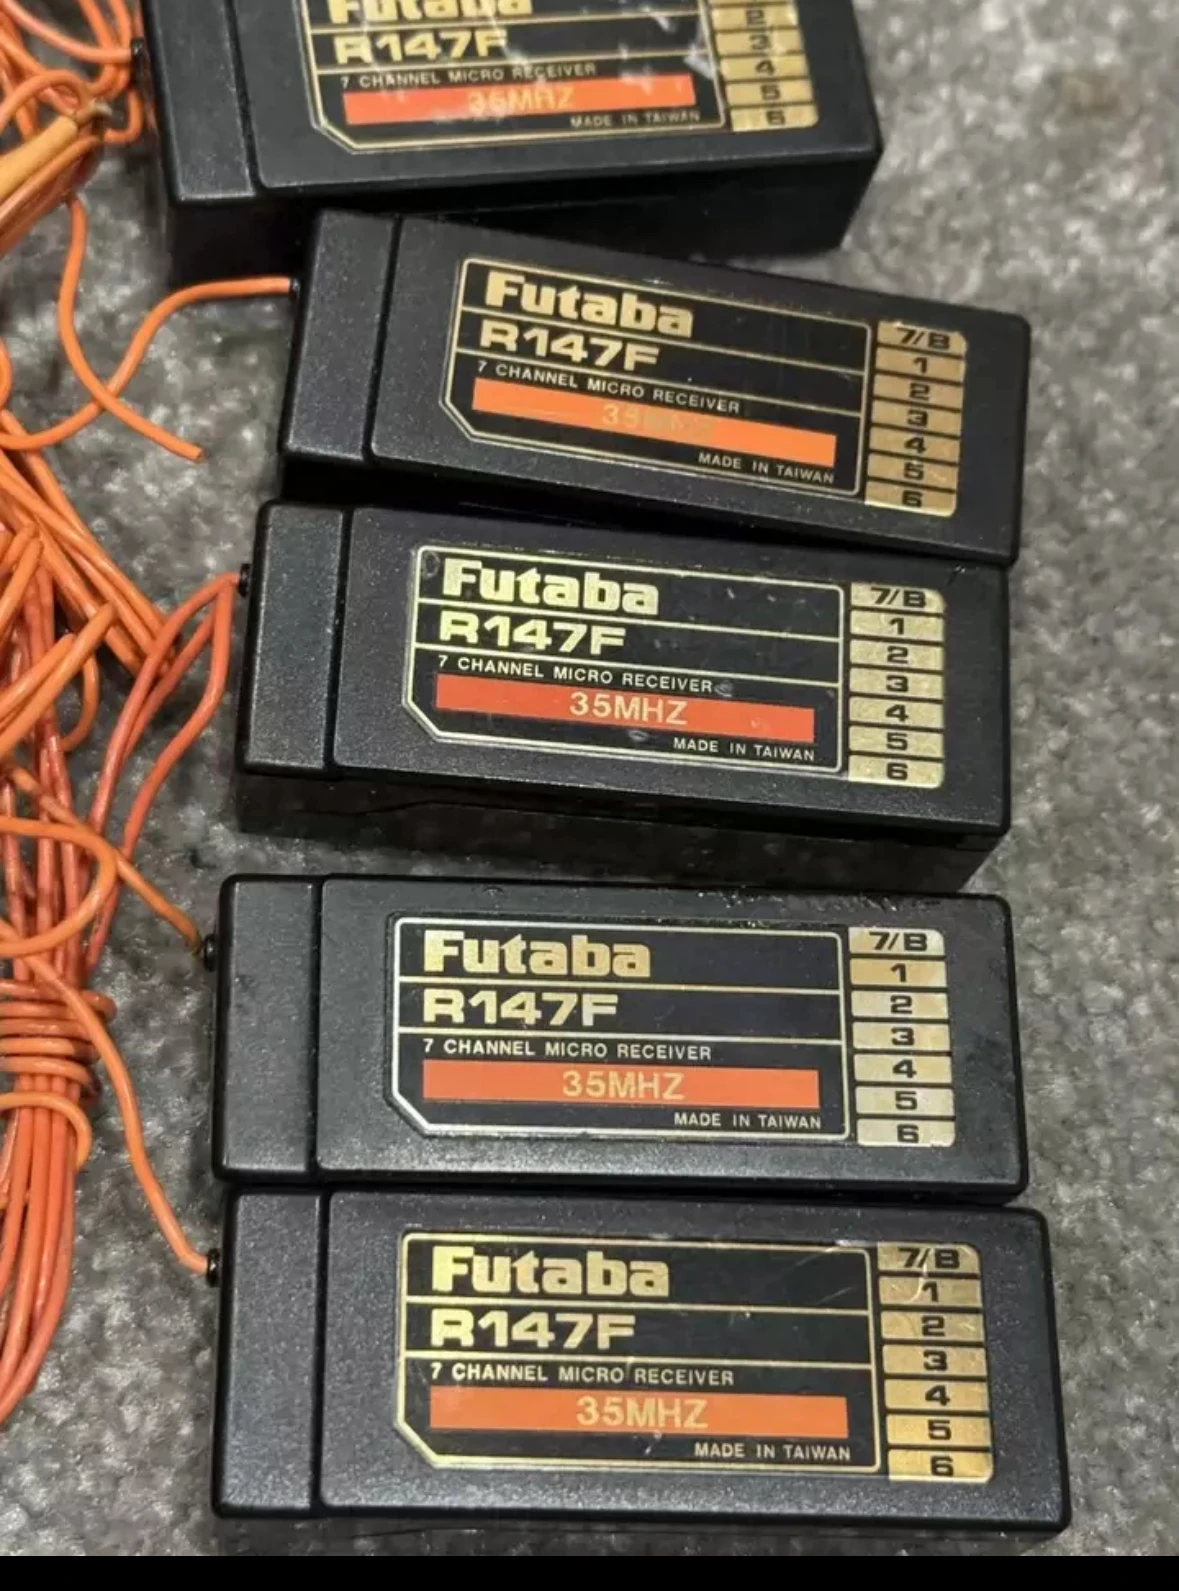 Futaba
R147F
7 CHANNEL MICRO RECEIVER
35MHZ
MADE IN TAIWAN
2
3
4
5
6
Futaba
R147F
7 CHANNEL MICRO RECEIVER
MADE IN TAIWAN
7/B
1
2
3
4
5
6
Futaba
R147F
7 CHANNEL MICRO RECEIVER
35MHZ
MADE IN TAIWAN
7/B
1
2
3
4
5
6
Futaba
R147F
7 CHANNEL MICRO RECEIVER
35MHZ
MADE IN TAIWAN
7/B
1
2
3
4
5
6
Futaba
R147F
7 CHANNEL MICRO RECEIVER
35MHZ
MADE IN TAIWAN
7/B
1
2
3
4
5
6